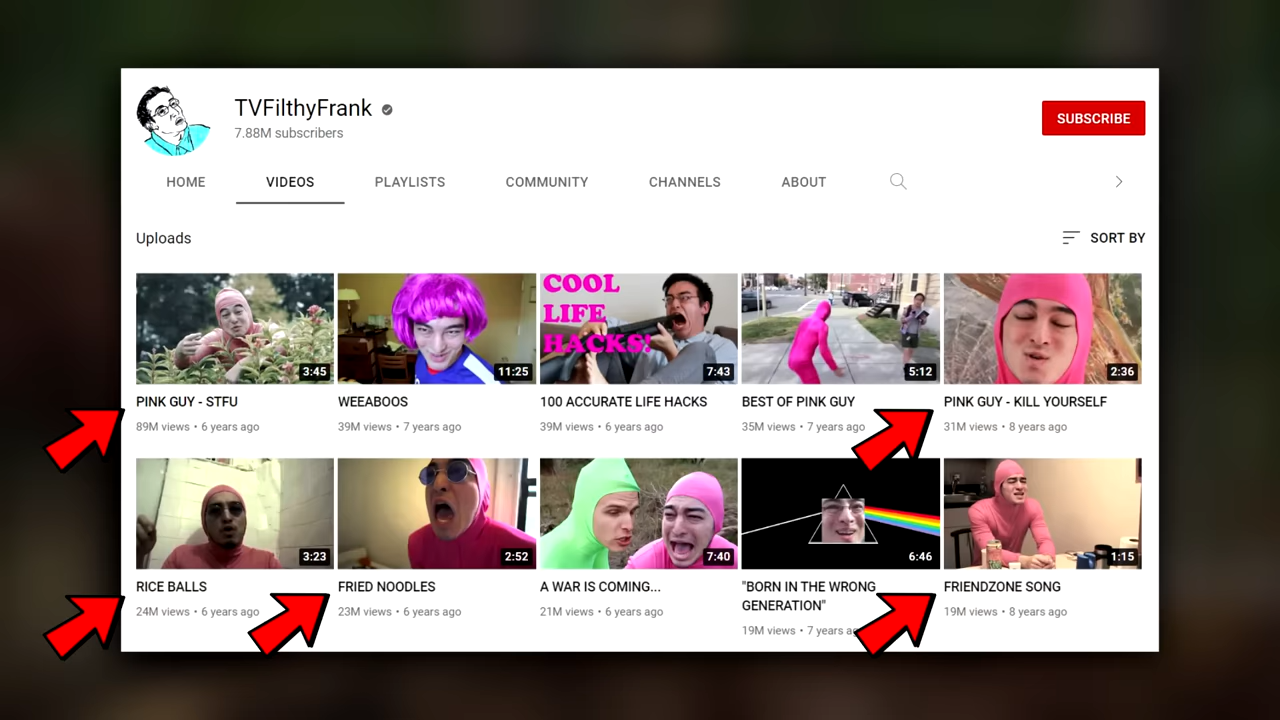 TVFilthyFrank
7.88M subscribers
SUBSCRIBE
HOME
VIDEOS
PLAYLISTS
COMMUNITY
CHANNELS
ABOUT
Uploads
SORT BY
3:45
PINK GUY - STFU
89M views • 6 years ago
11:25
WEEABOOS
39M views • 7 years ago
COOL
LIFE
HACKS!
7:43
100 ACCURATE LIFE HACKS
39M views • 6 years ago
5:12
BEST OF PINK GUY
35M views • 7 years ago
2:36
PINK GUY - KILL YOURSELF
31M views • 8 years ago
3:23
RICE BALLS
24M views • 6 years ago
2:52
FRIED NOODLES
23M views • 6 years ago
7:40
A WAR IS COMING...
21M views • 6 years ago
6:46
"BORN IN THE WRONG
GENERATION"
19M views • 7 years
1:15
FRIENDZONE SONG
19M views • 8 years ago